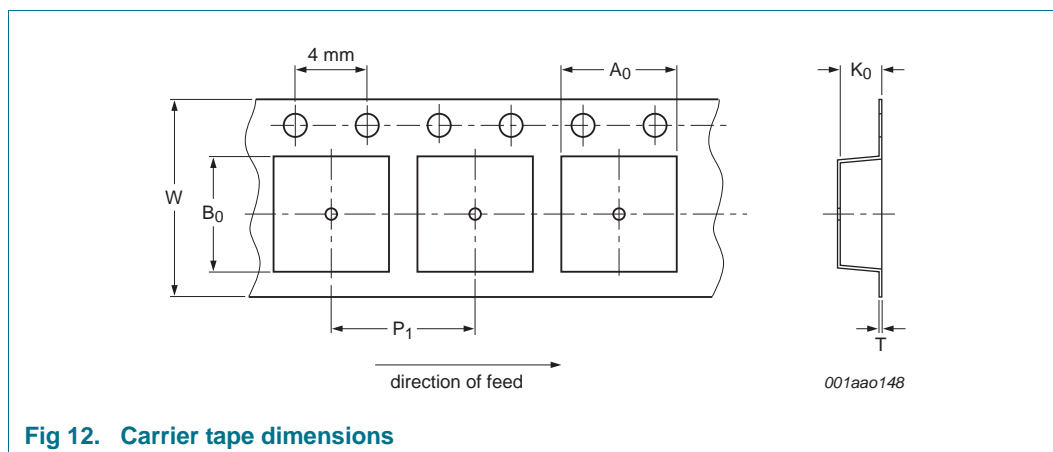 4 mm
A0
K0
W
B0
P1
T
direction of feed
001aao148
Fig 12. Carrier tape dimensions